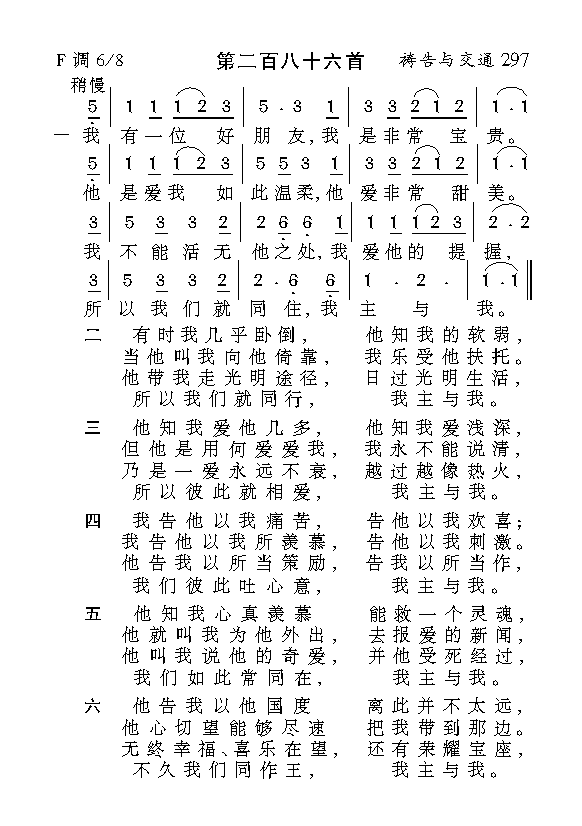 F 调 6/8 第二百八十六首 祷告与交通 297
稍慢
5 | 1 1 1 2 3 | 5 · 3 1 | 3 3 2 1 2 | 1 · 1 |
一 我 有一位 好 朋 友，我 是非常 宝 贵。
5 | 1 1 1 2 3 | 5 · 3 1 | 3 3 2 1 2 | 1 · 1 |
他 是爱我 如 此温柔，他 爱非常 甜 美。
3 | 5 3 3 2 | 2 6 6 1 | 1 1 1 2 3 | 2 · 2
我 不能活无 他之处，我 爱他的 提 握，
3 | 5 3 3 2 | 2 · 6 6 | 1 · 2 · | 1 · 1 ‖
所 以我们就 同 住，我 主 与 我。
二 有时我几乎卧倒， 他知我的软弱，
当他叫我向他倚靠， 我乐受他扶托。
他带我走光明途径， 日过光明生活，
所以我们就同行， 我主与我。
三 他知我爱他几多， 他知我爱浅深，
但他是用何爱爱我， 我永不能说清，
乃是一爱永远不衰， 越过越像热火，
所以彼此就相爱， 我主与我。
四 我告他以我痛苦， 告他以我欢喜；
我告他以我所羡慕， 告他以我刺激。
他告我以所当策励， 告我以所当作，
我们彼此吐心意， 我主与我。
五 他知我心真羡慕 能救一个灵魂，
他就叫我为他外出， 去报爱的新闻，
他叫我说他的奇爱， 并他受死经过，
我们如此常同在， 我主与我。
六 他告我以他国度 离此并不太远，
他心切望能够尽速 把我带到那边。
无终幸福、喜乐在望， 还有荣耀宝座，
不久我们同作王， 我主与我。